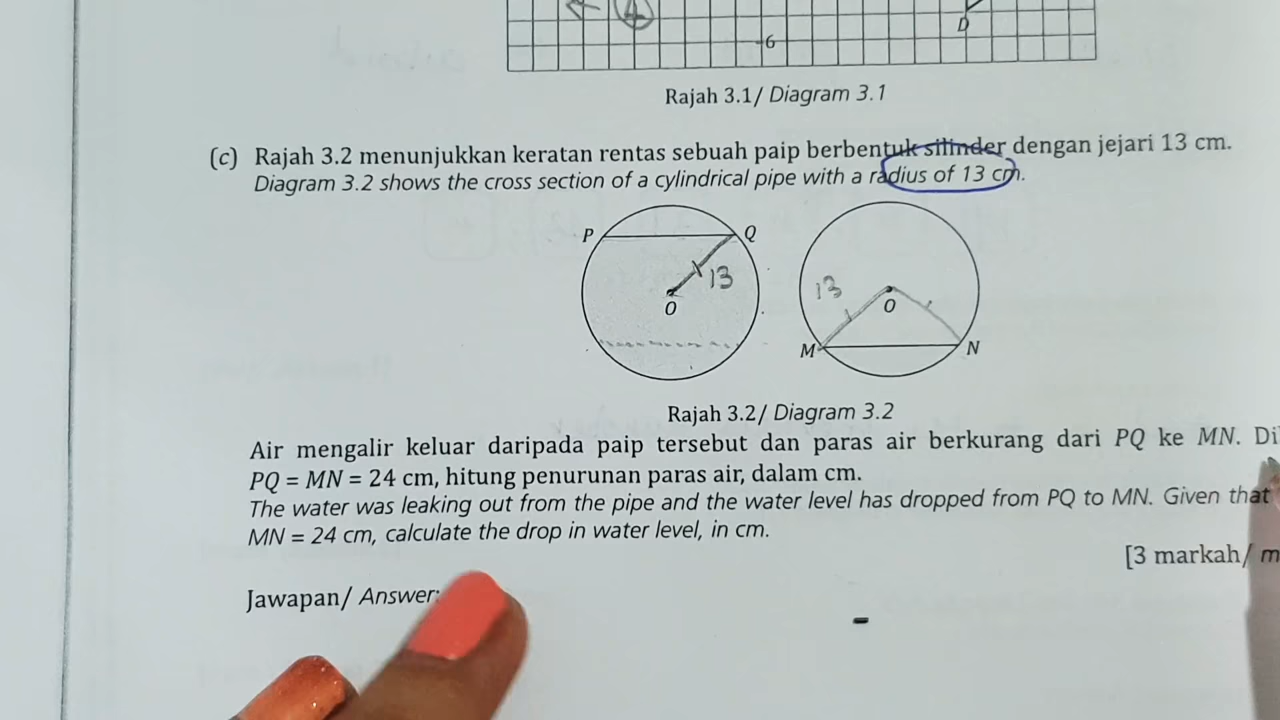 4
-6
D
Rajah 3.1/ Diagram 3.1
(c) Rajah 3.2 menunjukkan keratan rentas sebuah paip berbentuk silinder dengan jejari 13 cm.
Diagram 3.2 shows the cross section of a cylindrical pipe with a radius of 13 cm.
P Q
13
O
13
O
M N
Rajah 3.2/ Diagram 3.2
Air mengalir keluar daripada paip tersebut dan paras air berkurang dari PQ ke MN. Di
PQ = MN = 24 cm, hitung penurunan paras air, dalam cm.
The water was leaking out from the pipe and the water level has dropped from PQ to MN. Given that
MN = 24 cm, calculate the drop in water level, in cm.
[3 markah/ m
Jawapan/ Answer: